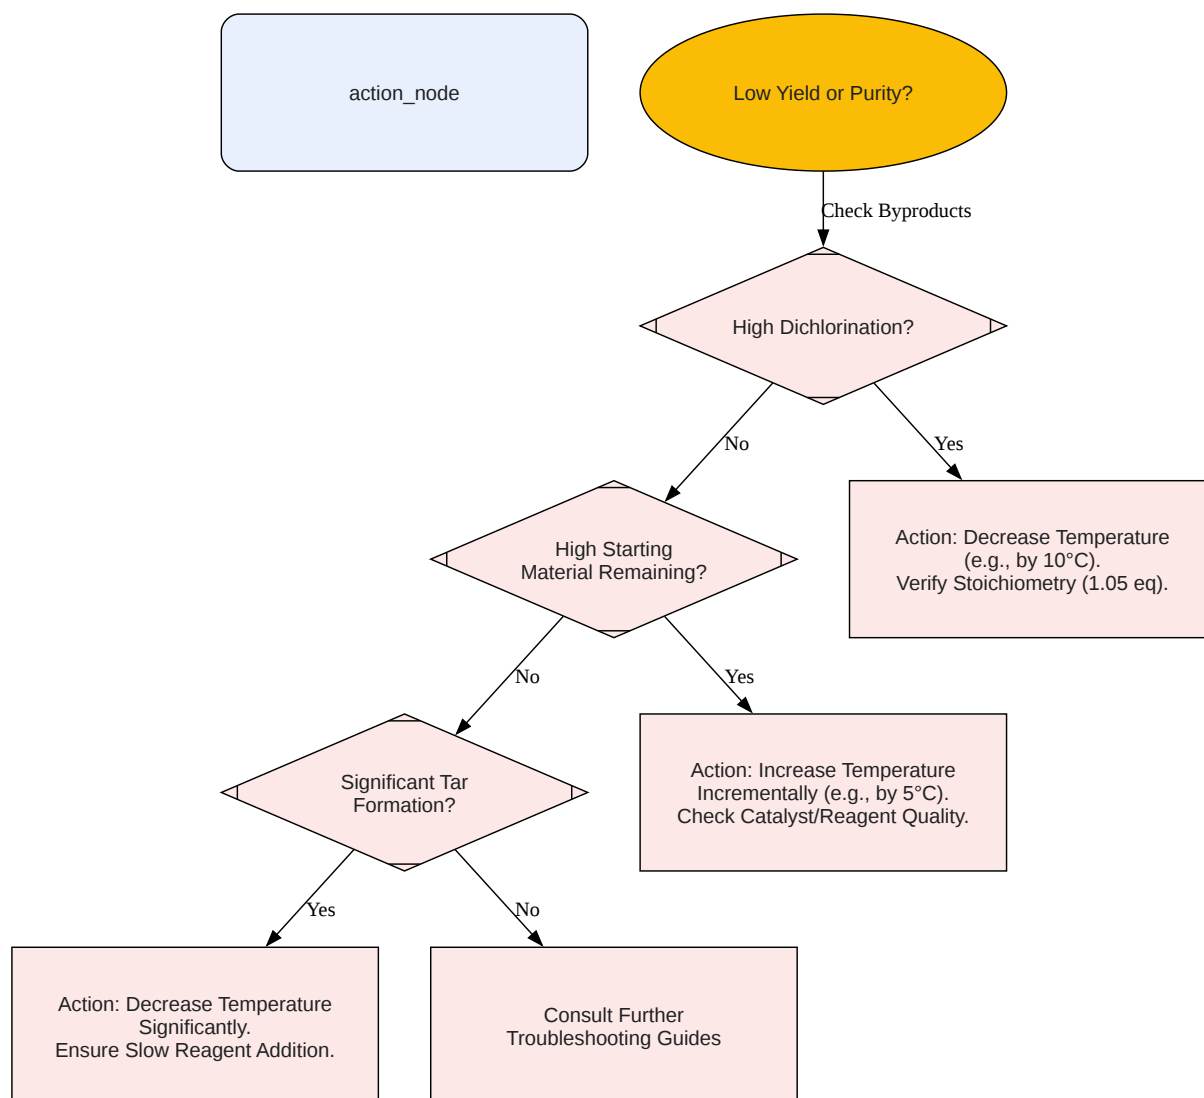 action_node
Low Yield or Purity?
Check Byproducts
High Dichlorination?
No
Yes
High Starting
Material Remaining?
Action: Decrease Temperature
(e.g., by 10°C).
Verify Stoichiometry (1.05 eq).
No
Yes
Significant Tar
Formation?
Action: Increase Temperature
Incrementally (e.g., by 5°C).
Check Catalyst/Reagent Quality.
Yes
No
Action: Decrease Temperature
Significantly.
Ensure Slow Reagent Addition.
Consult Further
Troubleshooting Guides